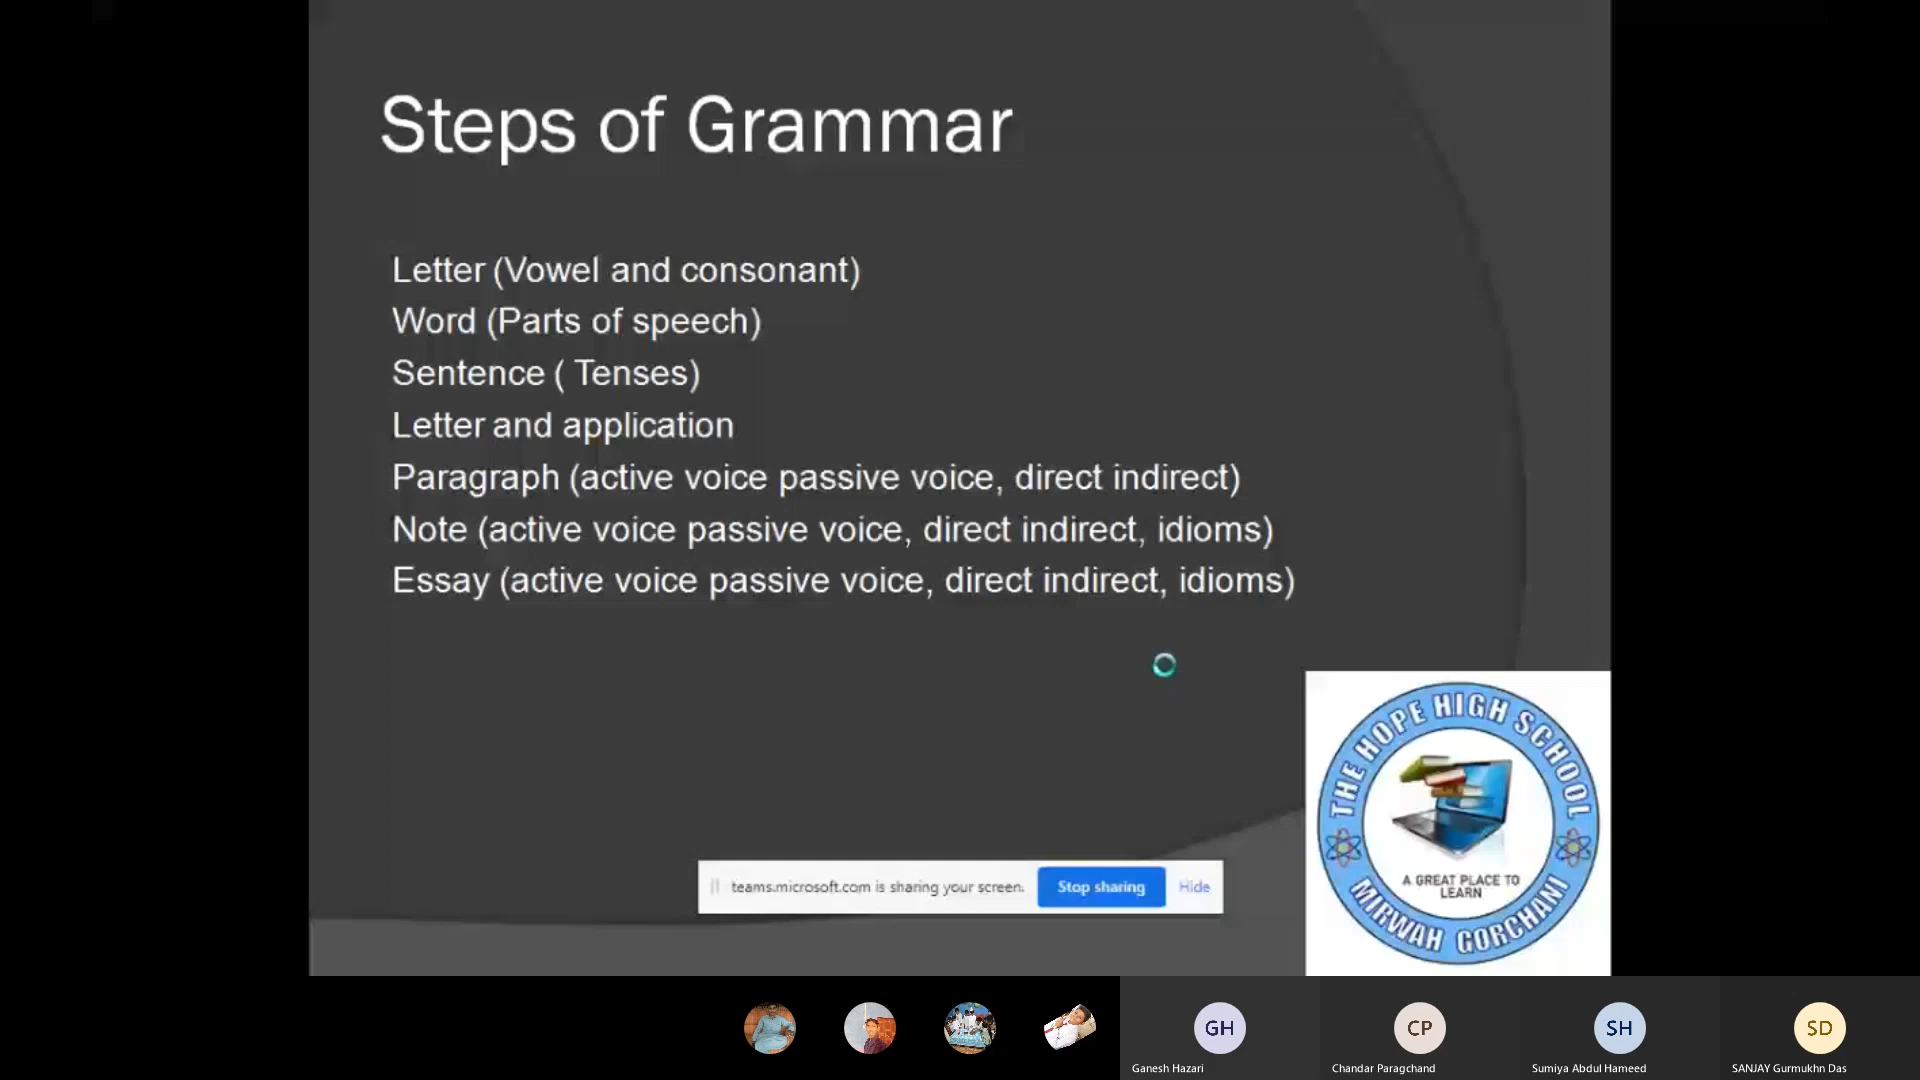 Steps of Grammar
Letter (Vowel and consonant)
Word (Parts of speech)
Sentence ( Tenses)
Letter and application
Paragraph (active voice passive voice, direct indirect)
Note (active voice passive voice, direct indirect, idioms)
Essay (active voice passive voice, direct indirect, idioms)
THE HOPE HIGH SCHOOL
A GREAT PLACE TO
LEARN
MIRWAH GORCHANI
teams.microsoft.com is sharing your screen.
Stop sharing
Hide
GH
CP
SH
SD
Ganesh Hazari
Chandar Paragchand
Sumiya Abdul Hameed
SANJAY Gurmukhn Das